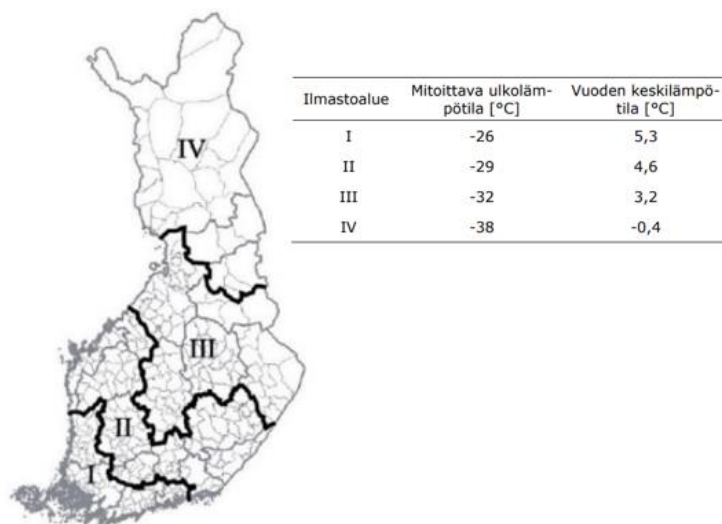 Ilmastoalue Mitoittava ulkoläm- Vuoden keskilämpö-
pötila [°C] tila [°C]
I -26 5,3
II -29 4,6
III -32 3,2
IV -38 -0,4
IV
III
II
I